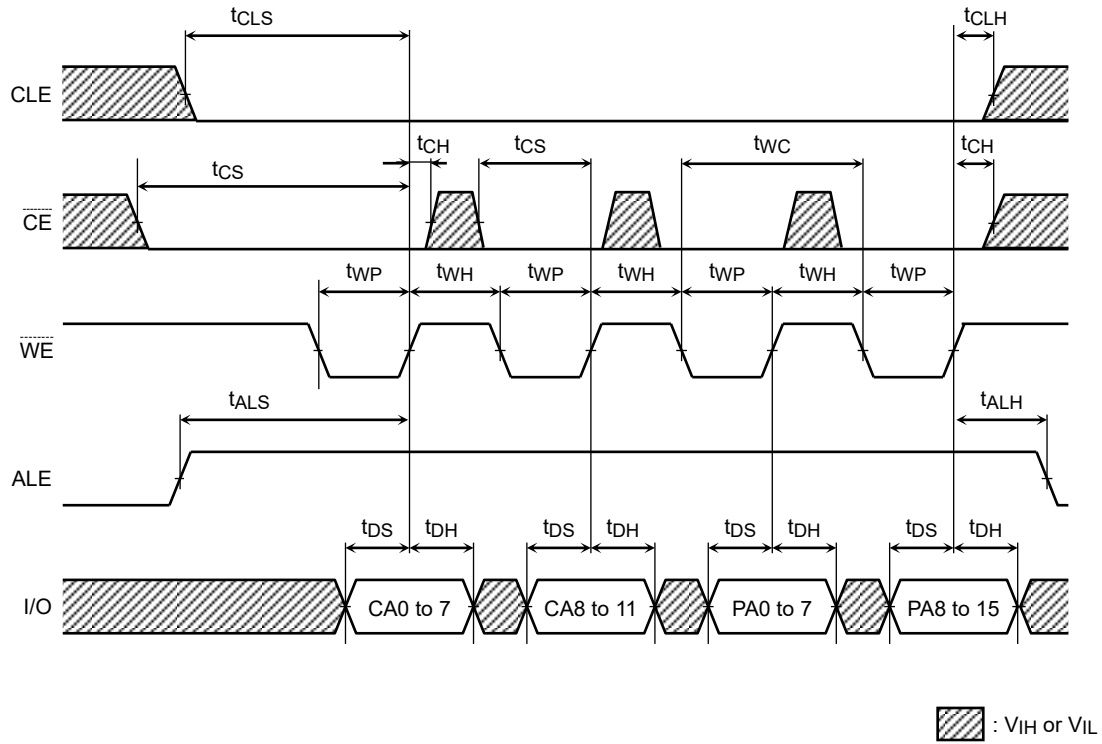 tCLS tCLH
CLE
tCH tCS tWC tCH
tCS
CE
tWP tWH tWP tWH tWP tWH tWP
WE
tALS tALH
ALE
tDS tDH tDS tDH tDS tDH tDS tDH
I/O CA0 to 7 CA8 to 11 PA0 to 7 PA8 to 15
: VIH or VIL